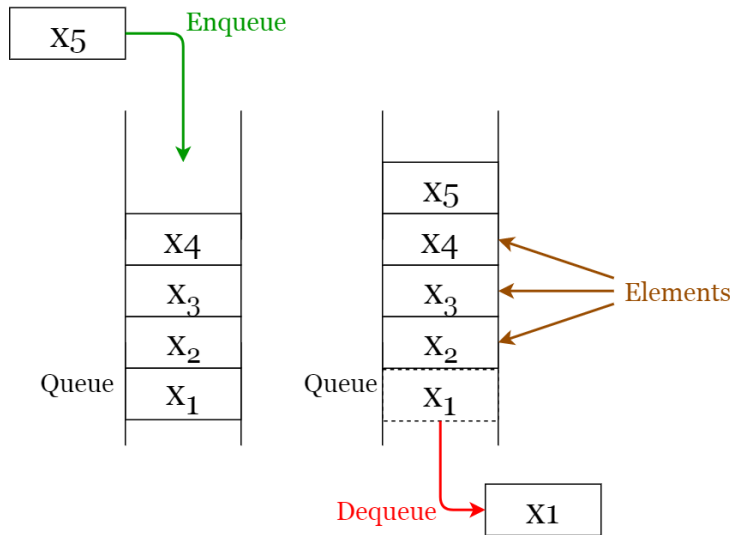 x5
Enqueue
x4
x3
x2
x1
Queue
x5
x4
x3
x2
x1
Queue
Elements
Dequeue
x1